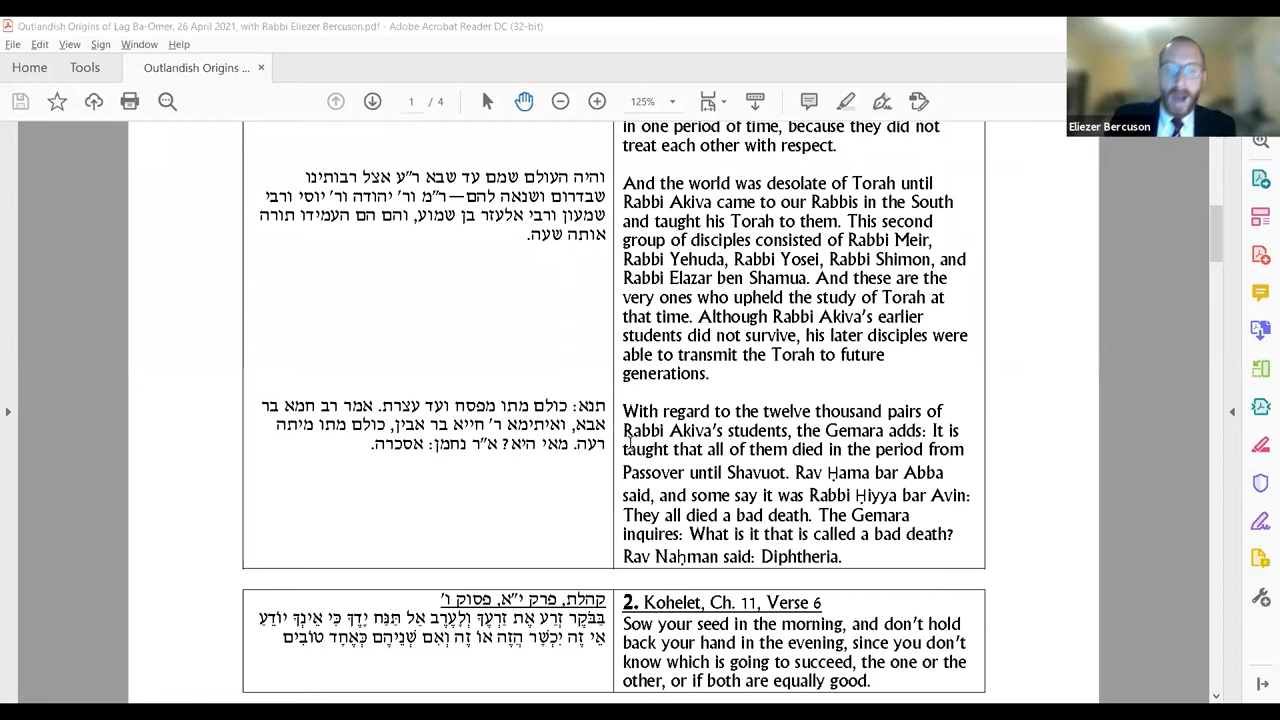 Outlandish Origins of Lag Ba-Omer, 26 April 2021, with Rabbi Eliezer Bercuson.pdf - Adobe Acrobat Reader DC (32-bit)
File Edit View Sign Window Help
Home Tools Outlandish Origins ... ×
1 / 4 125%
Eliezer Bercuson
in one period of time, because they did not
treat each other with respect.
והיה העולם שמם עד שבא ר"ע אצל רבותינו
שבדרום ושנאה להם—ר"מ ור' יהודה ור' יוסי ורבי
שמעון ורבי אלעזר בן שמוע, והם הם העמידו תורה
אותה שעה.
And the world was desolate of Torah until
Rabbi Akiva came to our Rabbis in the South
and taught his Torah to them. This second
group of disciples consisted of Rabbi Meir,
Rabbi Yehuda, Rabbi Yosei, Rabbi Shimon, and
Rabbi Elazar ben Shamua. And these are the
very ones who upheld the study of Torah at
that time. Although Rabbi Akiva's earlier
students did not survive, his later disciples were
able to transmit the Torah to future
generations.
תנא: כולם מתו מפסח ועד עצרת. אמר רב חמא בר
אבא, ואיתימא ר' חייא בר אבין, כולם מתו מיתה
רעה. מאי היא? א"ר נחמן: אסכרה.
With regard to the twelve thousand pairs of
Rabbi Akiva's students, the Gemara adds: It is
taught that all of them died in the period from
Passover until Shavuot. Rav Ḥama bar Abba
said, and some say it was Rabbi Ḥiyya bar Avin:
They all died a bad death. The Gemara
inquires: What is it that is called a bad death?
Rav Naḥman said: Diphtheria.
קהלת, פרק י"א, פסוק ו'
בַּבֹּקֶר זְרַע אֶת זַרְעֶךָ וְלָעֶרֶב אַל תַּנַּח יָדֶךָ כִּי אֵינְךָ יוֹדֵעַ
אֵי זֶה יִכְשָׁר הֲזֶה אוֹ זֶה וְאִם שְׁנֵיהֶם כְּאֶחָד טוֹבִים
2. Kohelet, Ch. 11, Verse 6
Sow your seed in the morning, and don't hold
back your hand in the evening, since you don't
know which is going to succeed, the one or the
other, or if both are equally good.